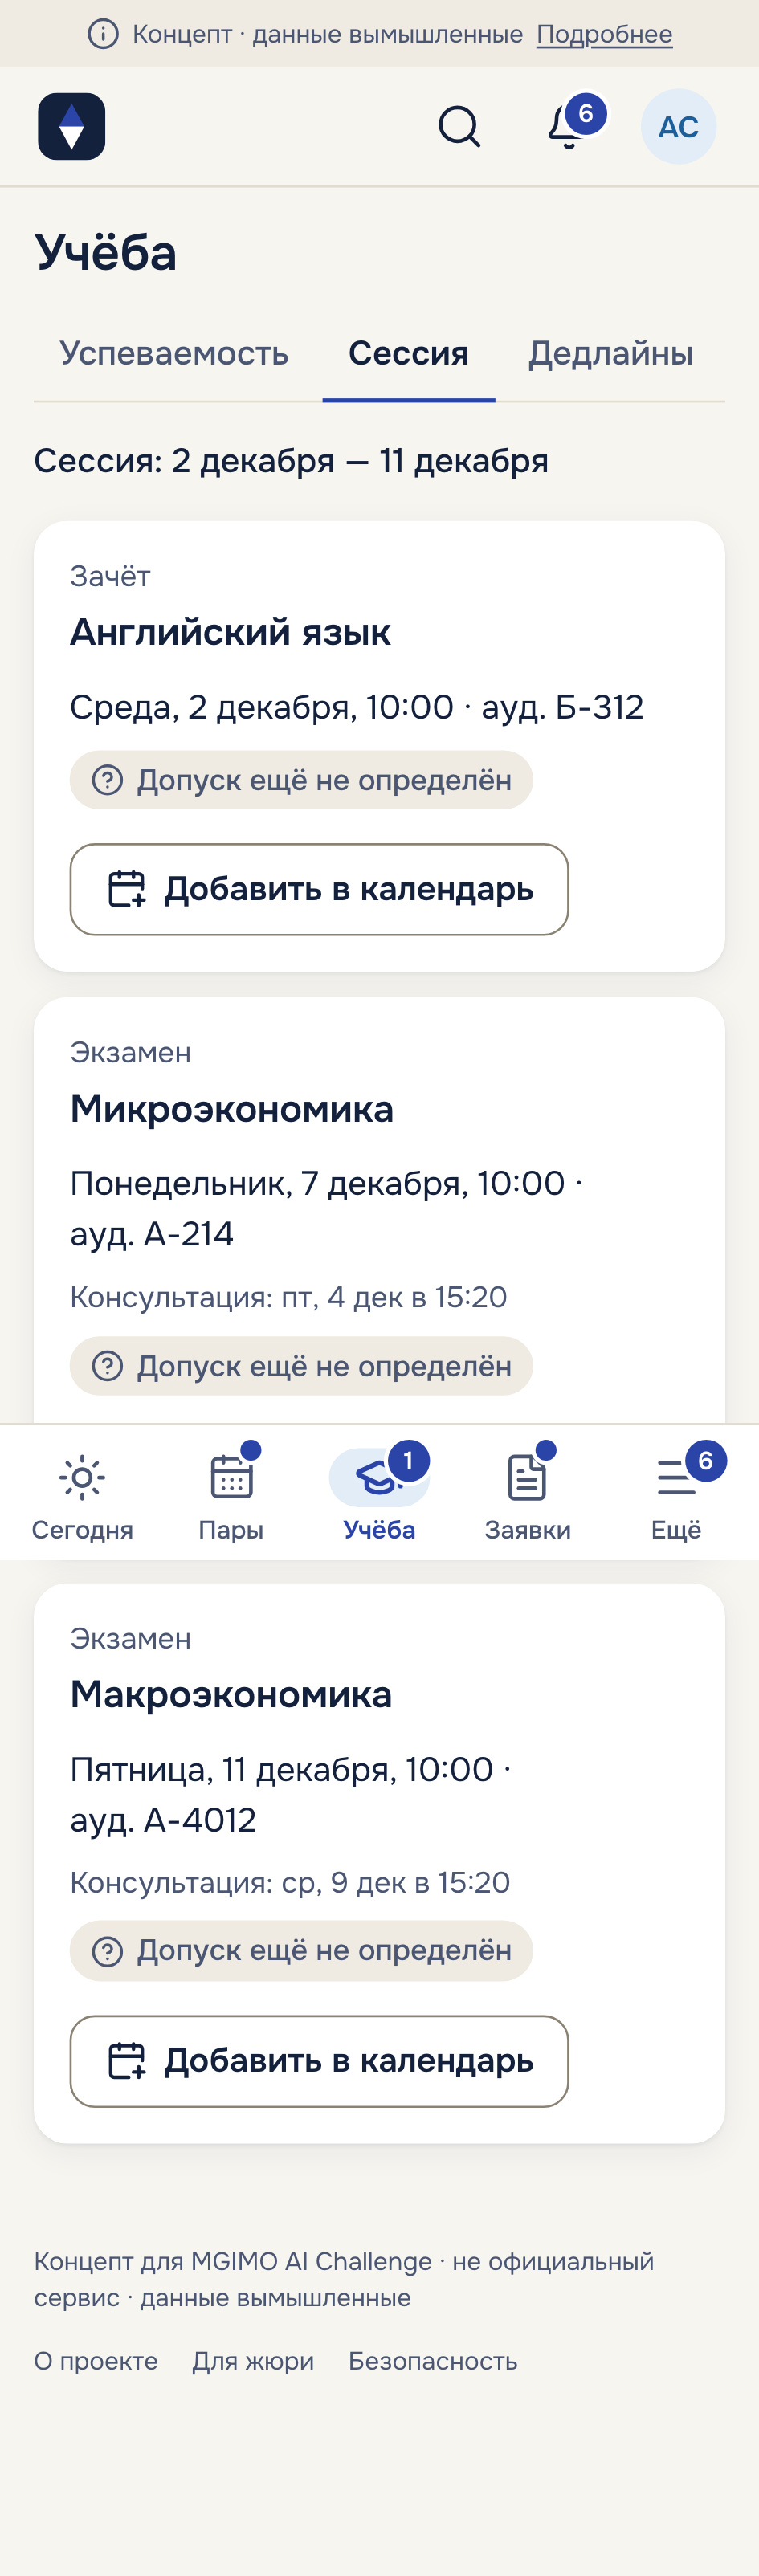 Концепт · данные вымышленные Подробнее
6
АС
Учёба
Успеваемость Сессия Дедлайны
Сессия: 2 декабря — 11 декабря
Зачёт
Английский язык
Среда, 2 декабря, 10:00 · ауд. Б-312
Допуск ещё не определён
Добавить в календарь
Экзамен
Микроэкономика
Понедельник, 7 декабря, 10:00 ·
ауд. А-214
Консультация: пт, 4 дек в 15:20
Допуск ещё не определён
1
6
Сегодня Пары Учёба Заявки Ещё
Экзамен
Макроэкономика
Пятница, 11 декабря, 10:00 ·
ауд. А-4012
Консультация: ср, 9 дек в 15:20
Допуск ещё не определён
Добавить в календарь
Концепт для MGIMO AI Challenge · не официальный
сервис · данные вымышленные
О проекте Для жюри Безопасность